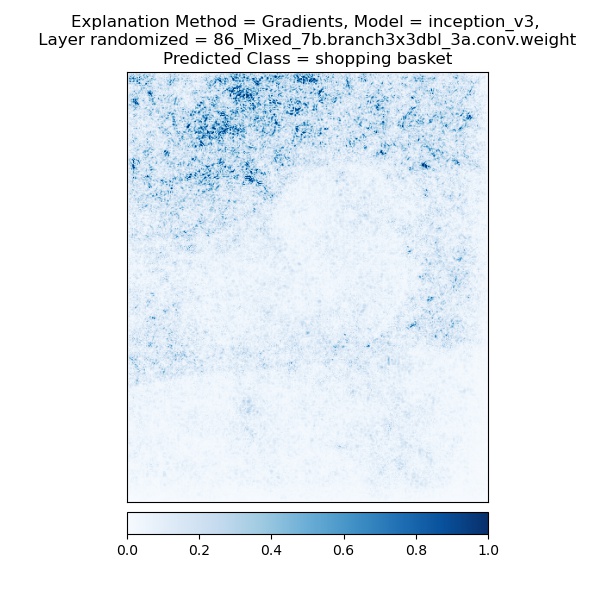 Explanation Method = Gradients, Model = inception_v3,
Layer randomized = 86_Mixed_7b.branch3x3dbl_3a.conv.weight
Predicted Class = shopping basket
0.0 0.2 0.4 0.6 0.8 1.0